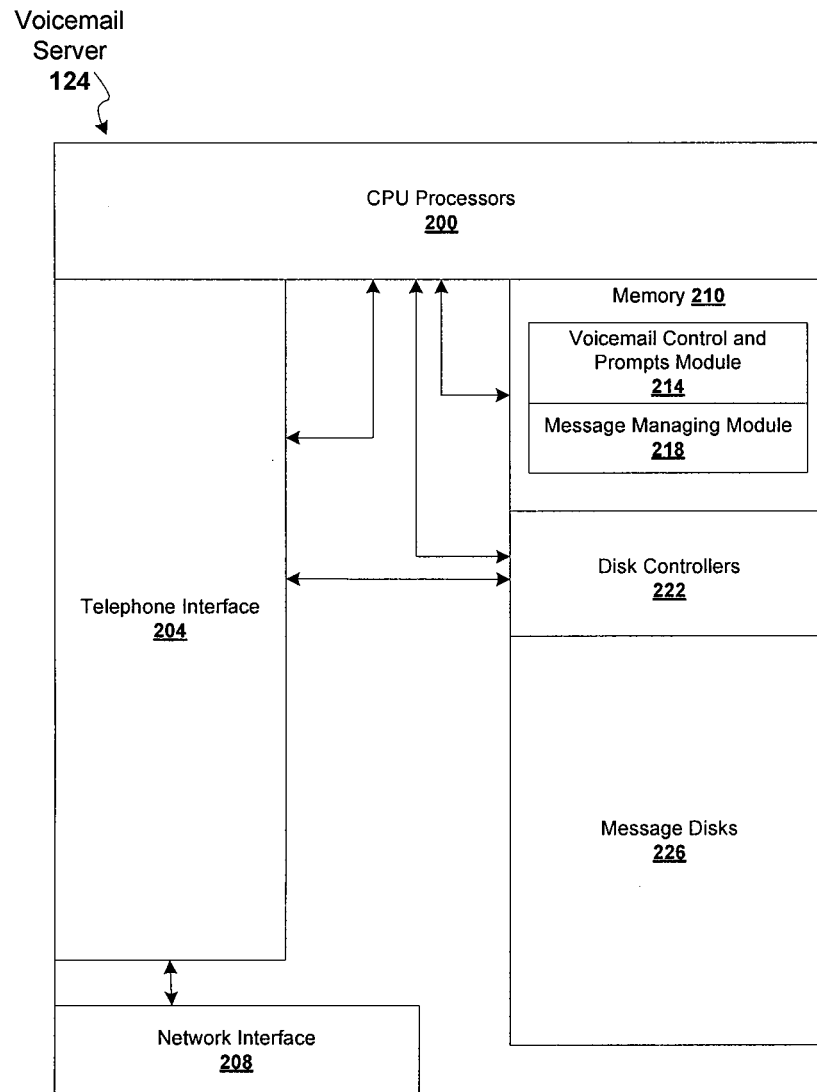 Voicemail
Server
124
CPU Processors
200
Memory 210
Voicemail Control and
Prompts Module
214
Message Managing Module
218
Disk Controllers
222
Telephone Interface
204
Message Disks
226
Network Interface
208